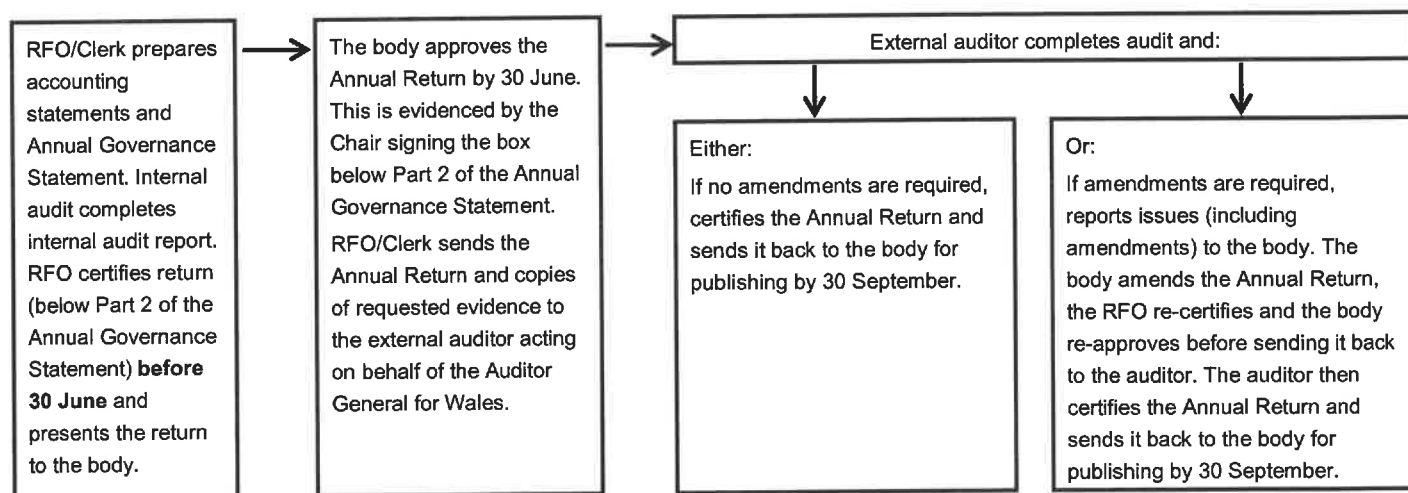 RFO/Clerk prepares
accounting
statements and
Annual Governance
Statement. Internal
audit completes
internal audit report.
RFO certifies return
(below Part 2 of the
Annual Governance
Statement) before
30 June and
presents the return
to the body.
The body approves the
Annual Return by 30 June.
This is evidenced by the
Chair signing the box
below Part 2 of the Annual
Governance Statement.
RFO/Clerk sends the
Annual Return and copies
of requested evidence to
the external auditor acting
on behalf of the Auditor
General for Wales.
External auditor completes audit and:
Either:
If no amendments are required,
certifies the Annual Return and
sends it back to the body for
publishing by 30 September.
Or:
If amendments are required,
reports issues (including
amendments) to the body. The
body amends the Annual Return,
the RFO re-certifies and the body
re-approves before sending it back
to the auditor. The auditor then
certifies the Annual Return and
sends it back to the body for
publishing by 30 September.